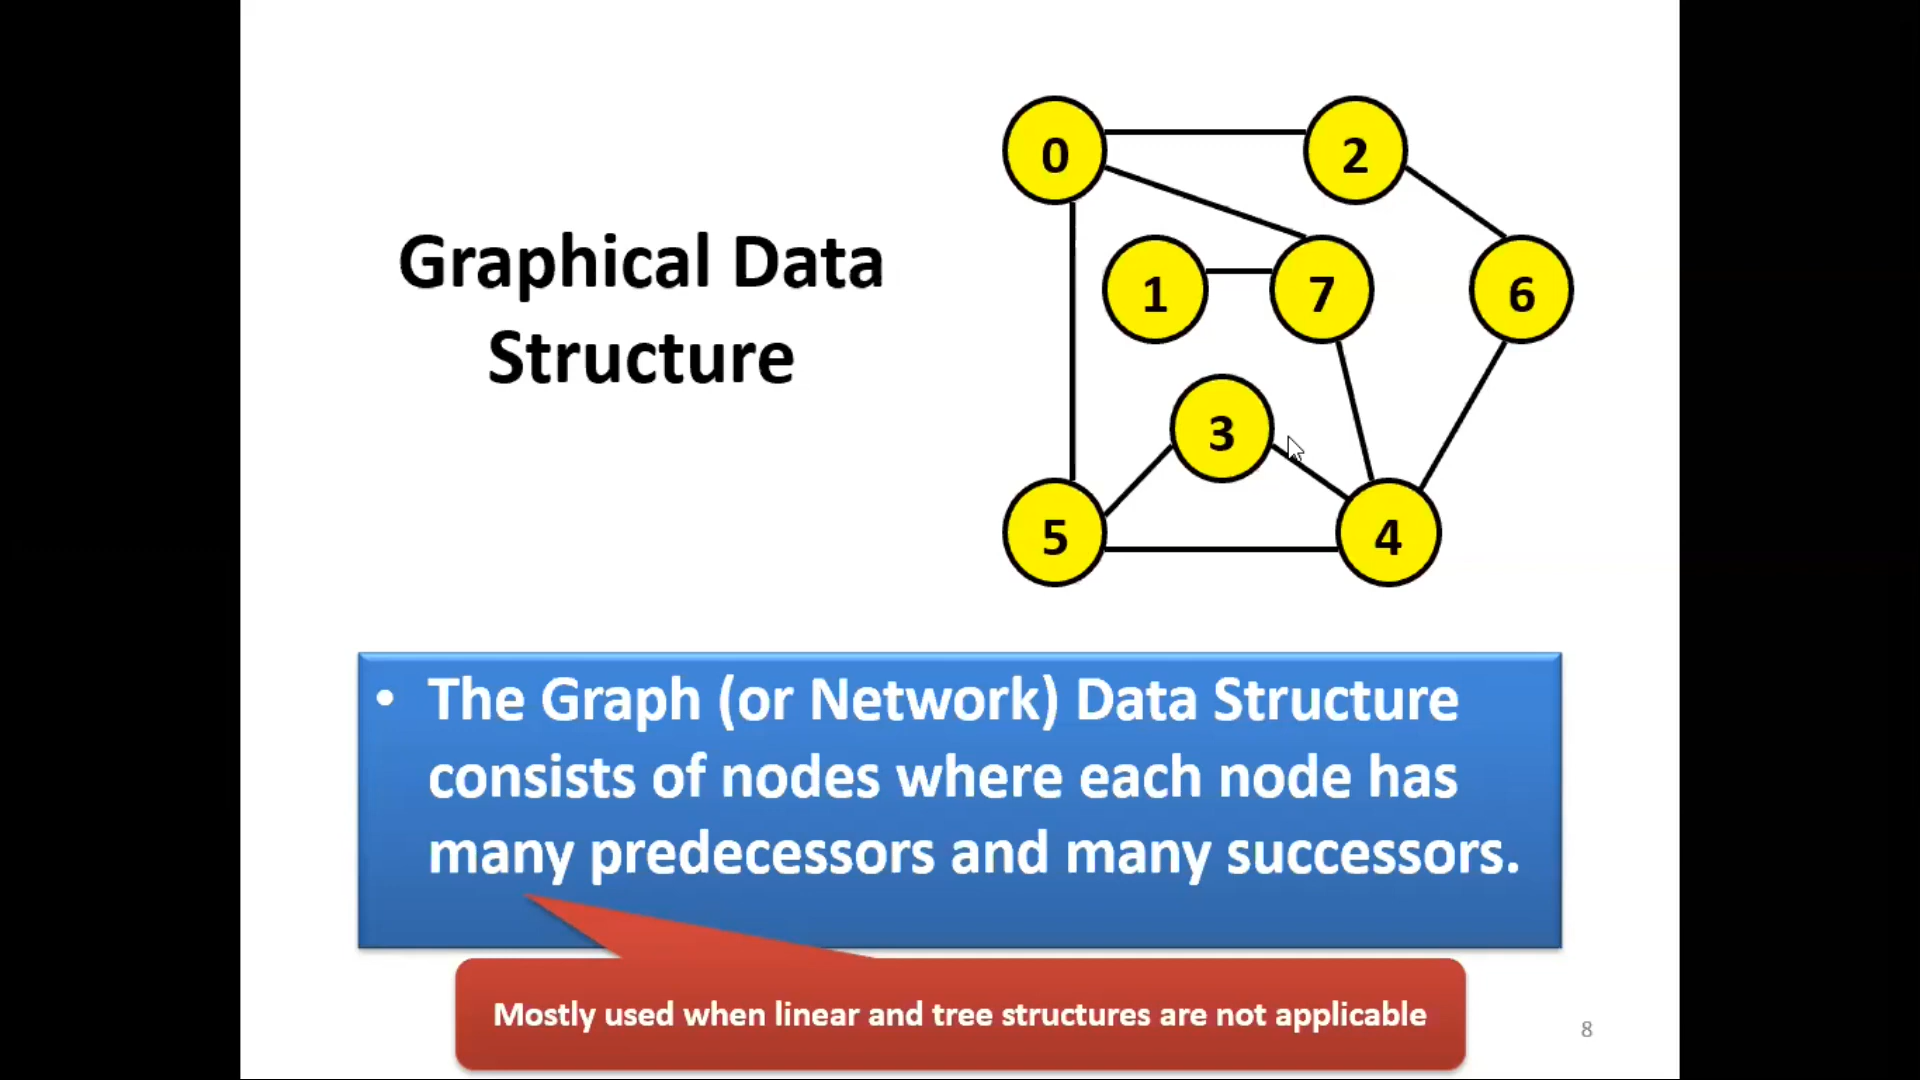 Graphical Data
Structure
0
2
1
7
6
3
5
4
• The Graph (or Network) Data Structure
consists of nodes where each node has
many predecessors and many successors.
Mostly used when linear and tree structures are not applicable
8